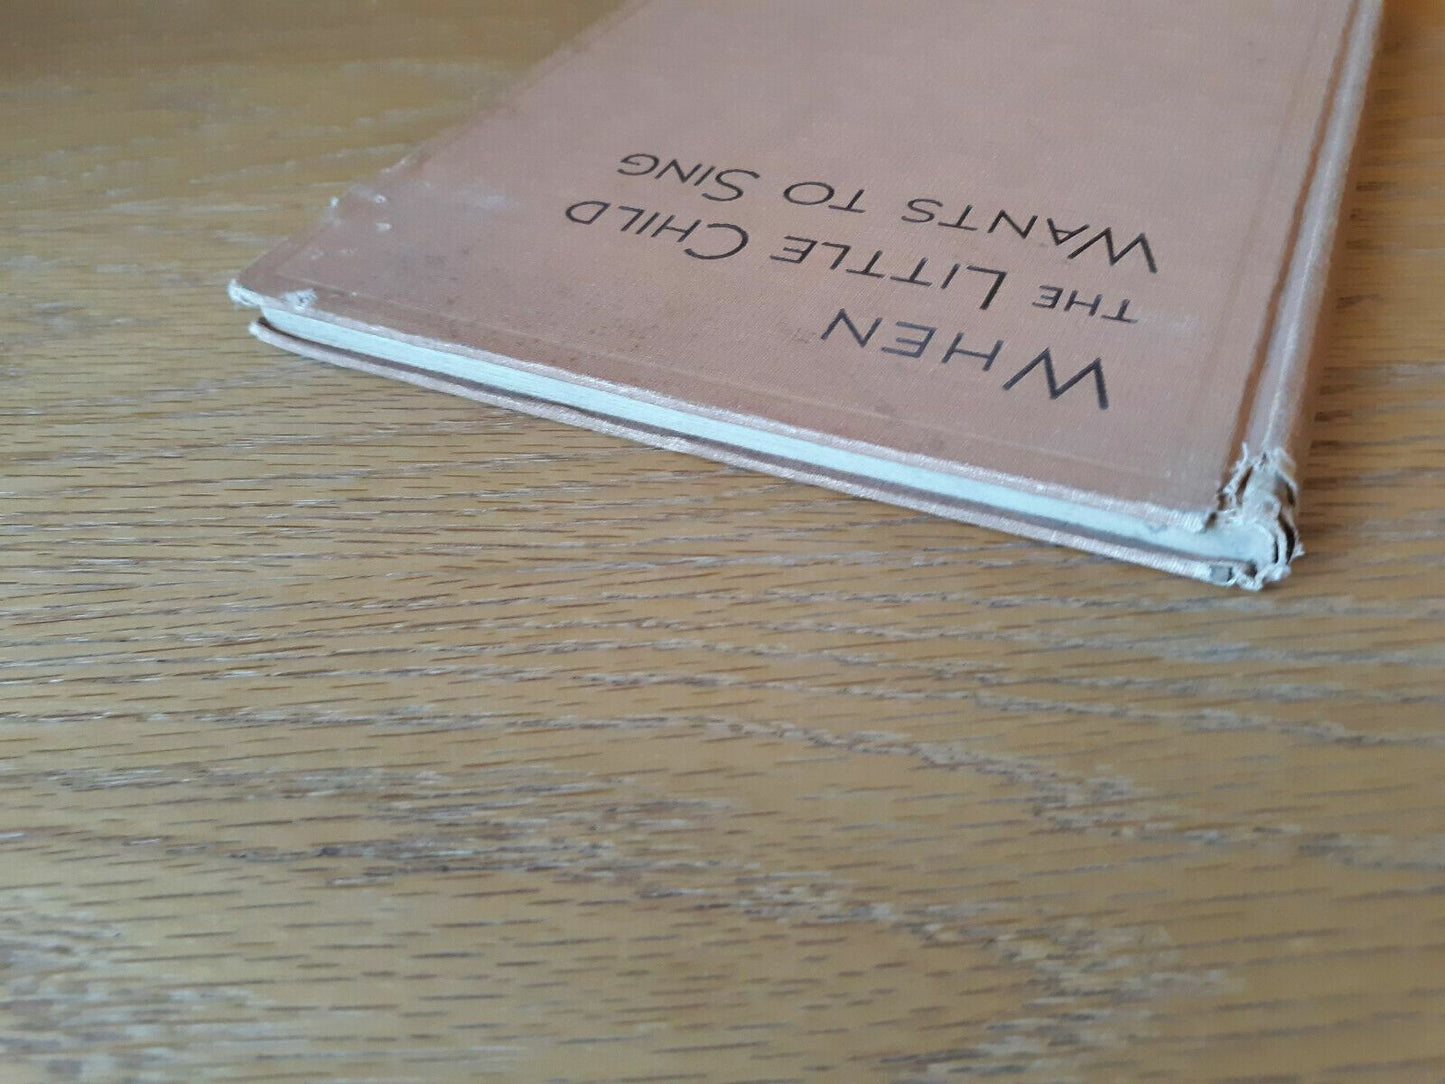 WHEN
THE LITTLE CHILD
WANTS TO SING